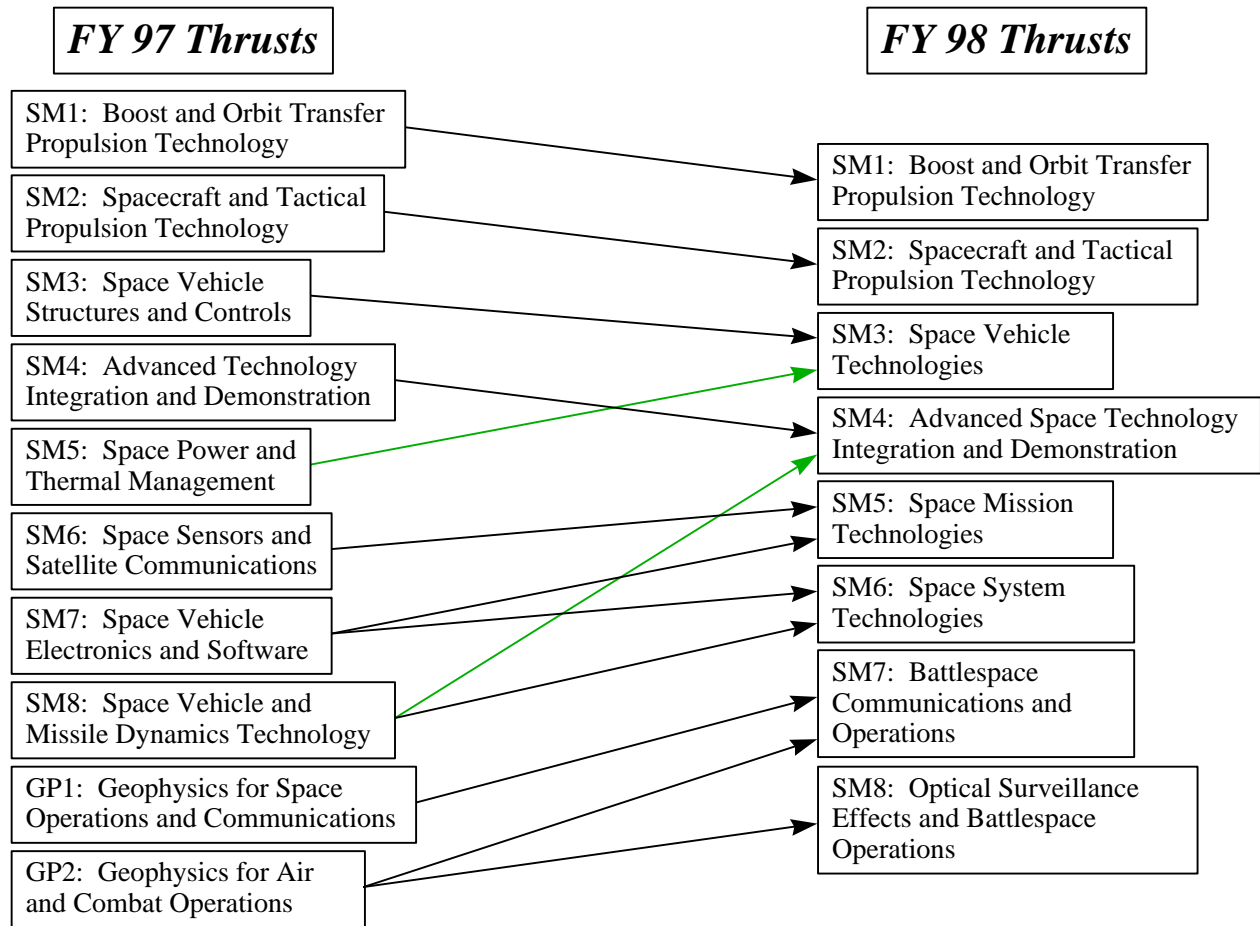 FY 97 Thrusts
SM1: Boost and Orbit Transfer
Propulsion Technology
SM2: Spacecraft and Tactical
Propulsion Technology
SM3: Space Vehicle
Structures and Controls
SM4: Advanced Technology
Integration and Demonstration
SM5: Space Power and
Thermal Management
SM6: Space Sensors and
Satellite Communications
SM7: Space Vehicle
Electronics and Software
SM8: Space Vehicle and
Missile Dynamics Technology
GP1: Geophysics for Space
Operations and Communications
GP2: Geophysics for Air
and Combat Operations
FY 98 Thrusts
SM1: Boost and Orbit Transfer
Propulsion Technology
SM2: Spacecraft and Tactical
Propulsion Technology
SM3: Space Vehicle
Technologies
SM4: Advanced Space Technology
Integration and Demonstration
SM5: Space Mission
Technologies
SM6: Space System
Technologies
SM7: Battlespace
Communications and
Operations
SM8: Optical Surveillance
Effects and Battlespace
Operations